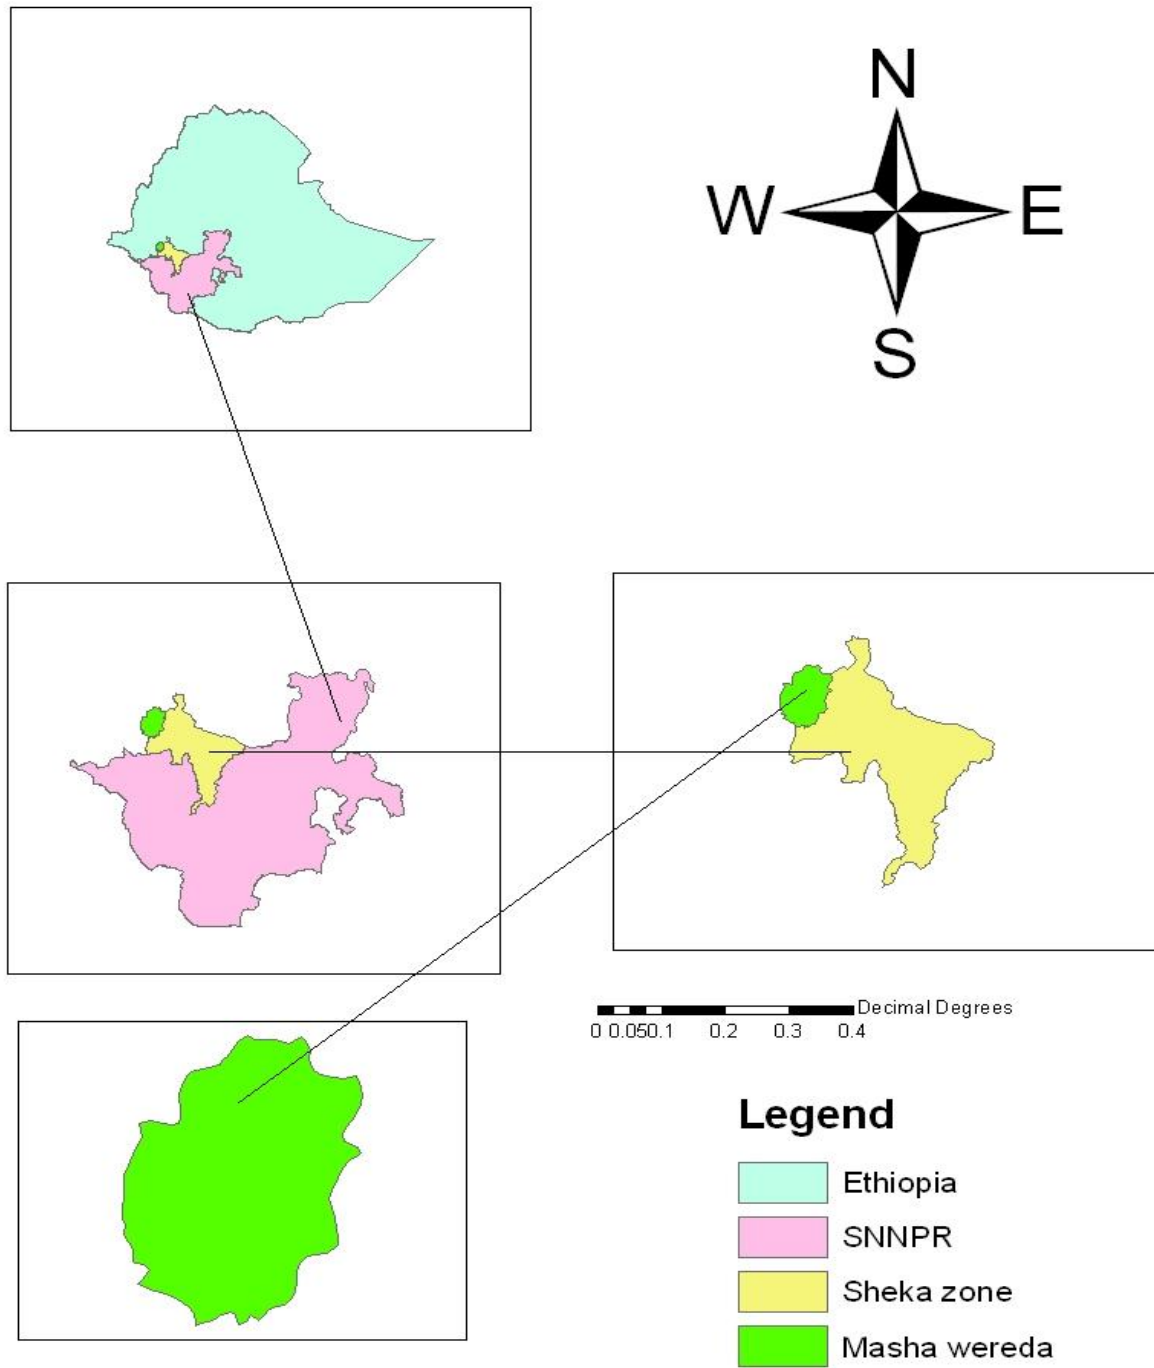 N
W E
S
Decimal Degrees
0 0.050.1 0.2 0.3 0.4
Legend
Ethiopia
SNNPR
Sheka zone
Masha wereda